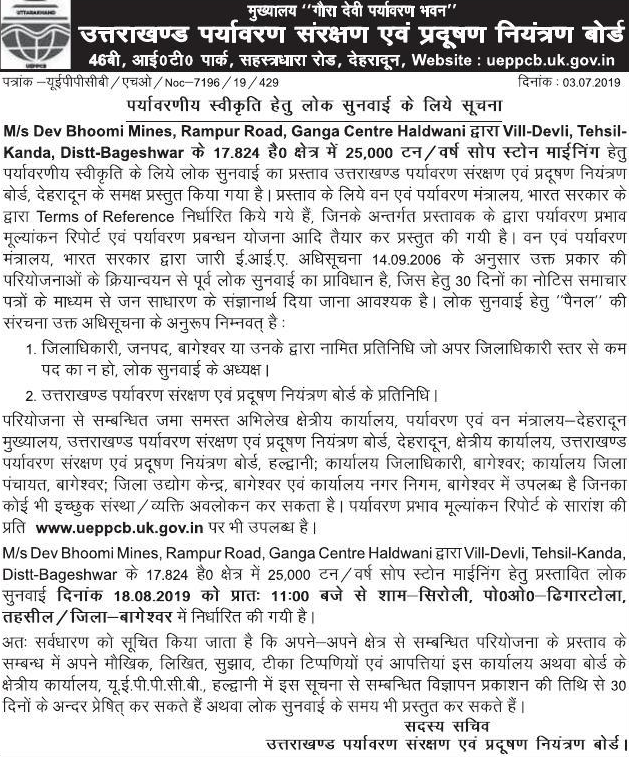 मुख्यालय "गौरा देवी पर्यावरण भवन"
उत्तराखण्ड पर्यावरण संरक्षण एवं प्रदूषण नियंत्रण बोर्ड
46बी, आई0टी0 पार्क, सहस्त्रधारा रोड, देहरादून, Website : ueppcb.uk.gov.in
UTTARAKHAND
UEPPCB
पत्रांक –यूईपीपीसीबी / एचओ / Noc–7196 / 19 / 429 दिनांक : 03.07.2019
पर्यावरणीय स्वीकृति हेतु लोक सुनवाई के लिये सूचना
M/s Dev Bhoomi Mines, Rampur Road, Ganga Centre Haldwani द्वारा Vill-Devli, Tehsil-
Kanda, Distt-Bageshwar के 17.824 है0 क्षेत्र में 25,000 टन/वर्ष सोप स्टोन माईनिंग हेतु
पर्यावरणीय स्वीकृति के लिये लोक सुनवाई का प्रस्ताव उत्तराखण्ड पर्यावरण संरक्षण एवं प्रदूषण नियंत्रण
बोर्ड, देहरादून के समक्ष प्रस्तुत किया गया है। प्रस्ताव के लिये वन एवं पर्यावरण मंत्रालय, भारत सरकार के
द्वारा Terms of Reference निर्धारित किये गये हैं, जिनके अन्तर्गत प्रस्तावक के द्वारा पर्यावरण प्रभाव
मूल्यांकन रिपोर्ट एवं पर्यावरण प्रबन्धन योजना आदि तैयार कर प्रस्तुत की गयी है। वन एवं पर्यावरण
मंत्रालय, भारत सरकार द्वारा जारी ई.आई.ए. अधिसूचना 14.09.2006 के अनुसार उक्त प्रकार की
परियोजनाओं के क्रियान्वयन से पूर्व लोक सुनवाई का प्राविधान है, जिस हेतु 30 दिनों का नोटिस समाचार
पत्रों के माध्यम से जन साधारण के संज्ञानार्थ दिया जाना आवश्यक है। लोक सुनवाई हेतु "पैनल" की
संरचना उक्त अधिसूचना के अनुरूप निम्नवत् है :
1. जिलाधिकारी, जनपद, बागेश्वर या उनके द्वारा नामित प्रतिनिधि जो अपर जिलाधिकारी स्तर से कम
पद का न हो, लोक सुनवाई के अध्यक्ष।
2. उत्तराखण्ड पर्यावरण संरक्षण एवं प्रदूषण नियंत्रण बोर्ड के प्रतिनिधि।
परियोजना से सम्बन्धित जमा समस्त अभिलेख क्षेत्रीय कार्यालय, पर्यावरण एवं वन मंत्रालय–देहरादून
मुख्यालय, उत्तराखण्ड पर्यावरण संरक्षण एवं प्रदूषण नियंत्रण बोर्ड, देहरादून, क्षेत्रीय कार्यालय, उत्तराखण्ड
पर्यावरण संरक्षण एवं प्रदूषण नियंत्रण बोर्ड, हल्द्वानी; कार्यालय जिलाधिकारी, बागेश्वर; कार्यालय जिला
पंचायत, बागेश्वर; जिला उद्योग केन्द्र, बागेश्वर एवं कार्यालय नगर निगम, बागेश्वर में उपलब्ध है जिनका
कोई भी इच्छुक संस्था/व्यक्ति अवलोकन कर सकता है। पर्यावरण प्रभाव मूल्यांकन रिपोर्ट के सारांश की
प्रति www.ueppcb.uk.gov.in पर भी उपलब्ध है।
M/s Dev Bhoomi Mines, Rampur Road, Ganga Centre Haldwani द्वारा Vill-Devli, Tehsil-Kanda,
Distt-Bageshwar के 17.824 है0 क्षेत्र में 25,000 टन/वर्ष सोप स्टोन माईनिंग हेतु प्रस्तावित लोक
सुनवाई दिनांक 18.08.2019 को प्रातः 11:00 बजे से शाम-सिरोली, पो0ओ0–ढिगारटोला,
तहसील/जिला–बागेश्वर में निर्धारित की गयी है।
अतः सर्वधारण को सूचित किया जाता है कि अपने–अपने क्षेत्र से सम्बन्धित परियोजना के प्रस्ताव के
सम्बन्ध में अपने मौखिक, लिखित, सुझाव, टीका टिप्पणियों एवं आपत्तियां इस कार्यालय अथवा बोर्ड के
क्षेत्रीय कार्यालय, यू.ई.पी.पी.सी.बी., हल्द्वानी में इस सूचना से सम्बन्धित विज्ञापन प्रकाशन की तिथि से 30
दिनों के अन्दर प्रेषित् कर सकते हैं अथवा लोक सुनवाई के समय भी प्रस्तुत कर सकते हैं।
सदस्य सचिव
उत्तराखण्ड पर्यावरण संरक्षण एवं प्रदूषण नियंत्रण बोर्ड।